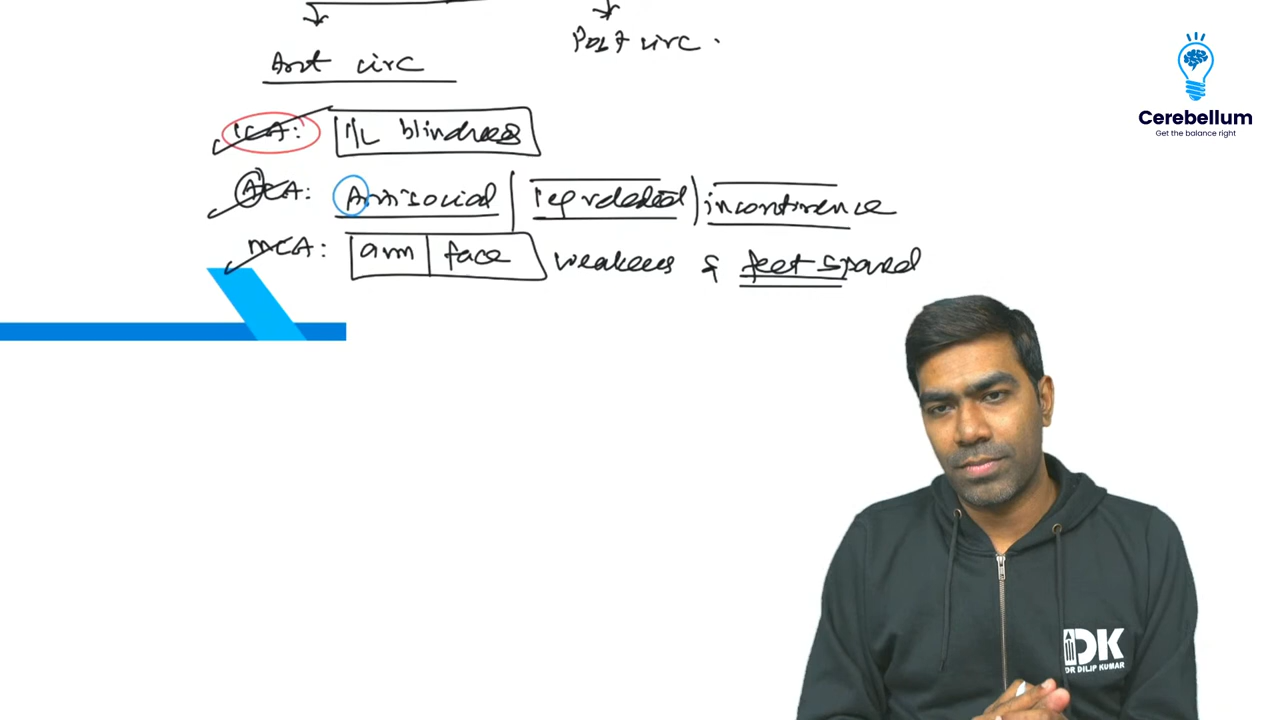 Ant circ
Post circ.
ICA: I/L blindness
ACA: Antisocial / regraded / incontinence
MCA: arm | face weakness & feet spared
Cerebellum
Get the balance right
DK
DR DILIP KUMAR